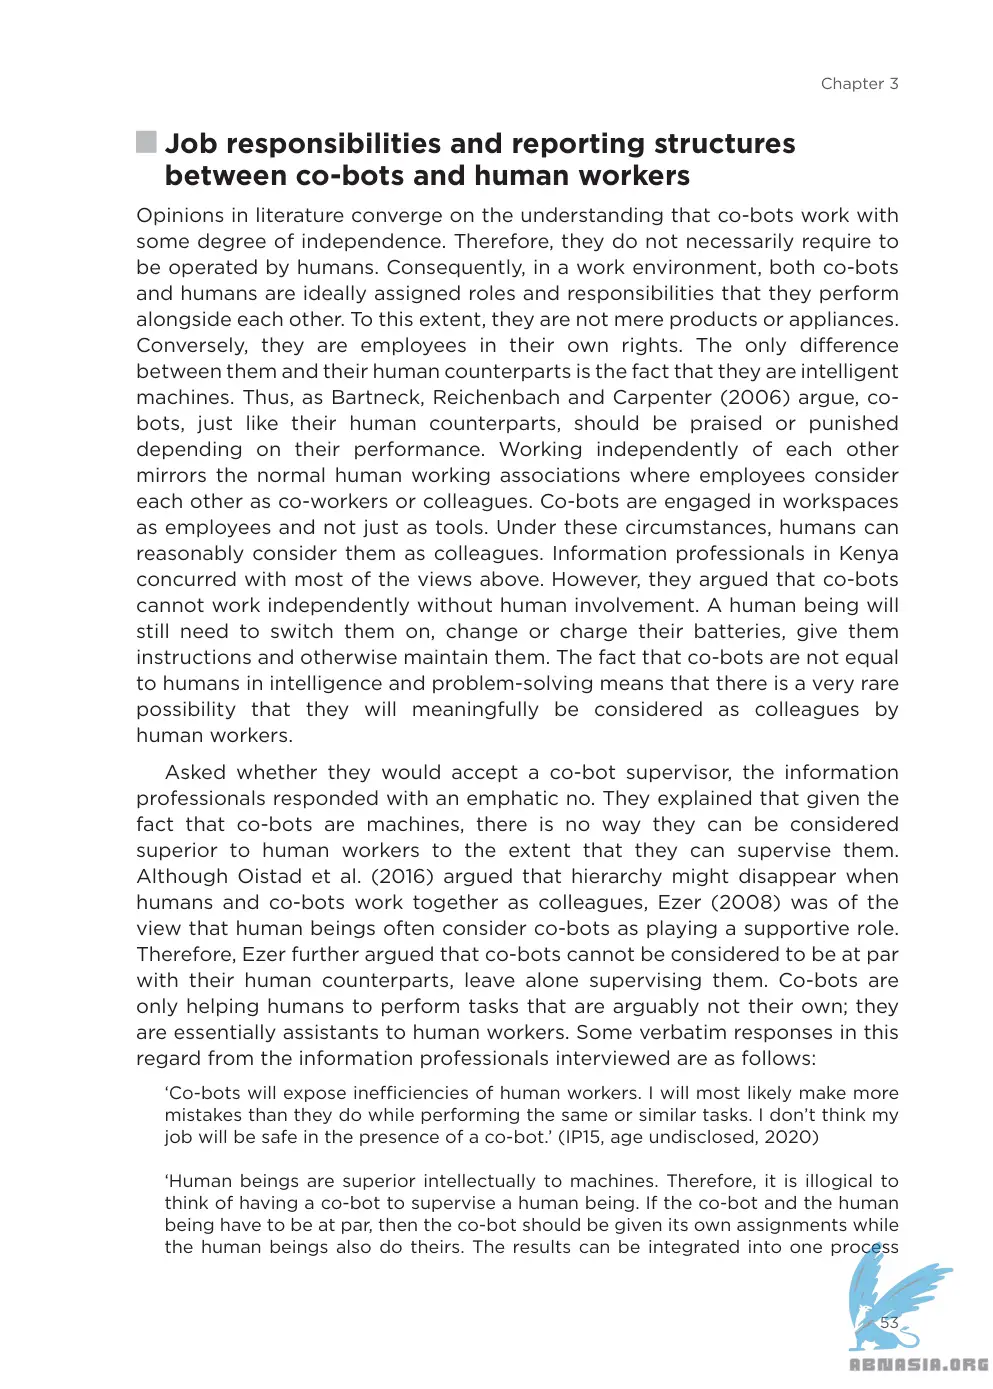 Chapter 3
Job responsibilities and reporting structures
between co-bots and human workers
Opinions in literature converge on the understanding that co-bots work with
some degree of independence. Therefore, they do not necessarily require to
be operated by humans. Consequently, in a work environment, both co-bots
and humans are ideally assigned roles and responsibilities that they perform
alongside each other. To this extent, they are not mere products or appliances.
Conversely, they are employees in their own rights. The only difference
between them and their human counterparts is the fact that they are intelligent
machines. Thus, as Bartneck, Reichenbach and Carpenter (2006) argue, co-
bots, just like their human counterparts, should be praised or punished
depending on their performance. Working independently of each other
mirrors the normal human working associations where employees consider
each other as co-workers or colleagues. Co-bots are engaged in workspaces
as employees and not just as tools. Under these circumstances, humans can
reasonably consider them as colleagues. Information professionals in Kenya
concurred with most of the views above. However, they argued that co-bots
cannot work independently without human involvement. A human being will
still need to switch them on, change or charge their batteries, give them
instructions and otherwise maintain them. The fact that co-bots are not equal
to humans in intelligence and problem-solving means that there is a very rare
possibility that they will meaningfully be considered as colleagues by
human workers.
Asked whether they would accept a co-bot supervisor, the information
professionals responded with an emphatic no. They explained that given the
fact that co-bots are machines, there is no way they can be considered
superior to human workers to the extent that they can supervise them.
Although Oistad et al. (2016) argued that hierarchy might disappear when
humans and co-bots work together as colleagues, Ezer (2008) was of the
view that human beings often consider co-bots as playing a supportive role.
Therefore, Ezer further argued that co-bots cannot be considered to be at par
with their human counterparts, leave alone supervising them. Co-bots are
only helping humans to perform tasks that are arguably not their own; they
are essentially assistants to human workers. Some verbatim responses in this
regard from the information professionals interviewed are as follows:
‘Co-bots will expose inefficiencies of human workers. I will most likely make more
mistakes than they do while performing the same or similar tasks. I don’t think my
job will be safe in the presence of a co-bot.’ (IP15, age undisclosed, 2020)
‘Human beings are superior intellectually to machines. Therefore, it is illogical to
think of having a co-bot to supervise a human being. If the co-bot and the human
being have to be at par, then the co-bot should be given its own assignments while
the human beings also do theirs. The results can be integrated into one process
53
ABNASIA.ORG